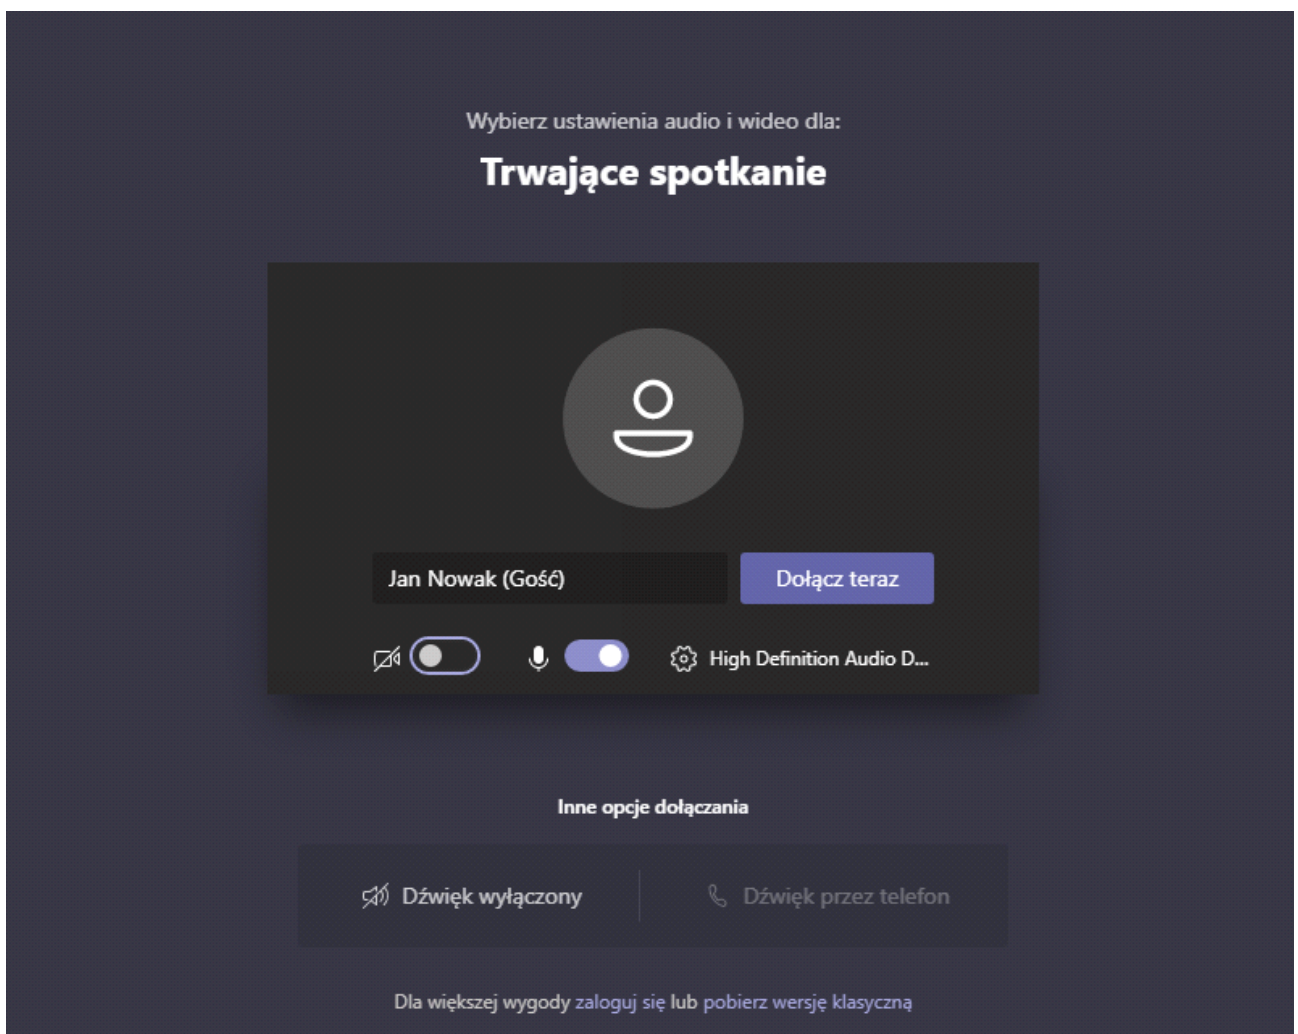 Wybierz ustawienia audio i wideo dla:
Trwające spotkanie
Jan Nowak (Gość)
Dołącz teraz
High Definition Audio D...
Inne opcje dołączania
Dźwięk wyłączony
Dźwięk przez telefon
Dla większej wygody zaloguj się lub pobierz wersję klasyczną